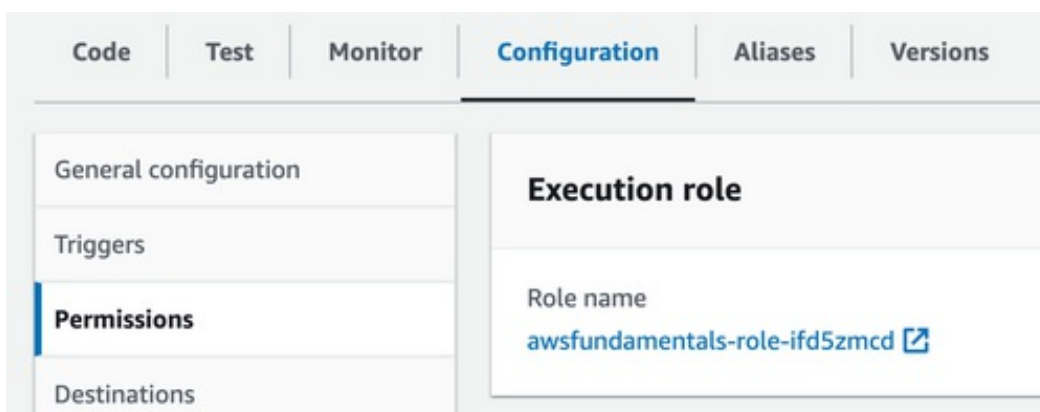 Code Test Monitor Configuration Aliases Versions
General configuration
Triggers
Permissions
Destinations
Execution role
Role name
awsfundamentals-role-ifd5zmcd